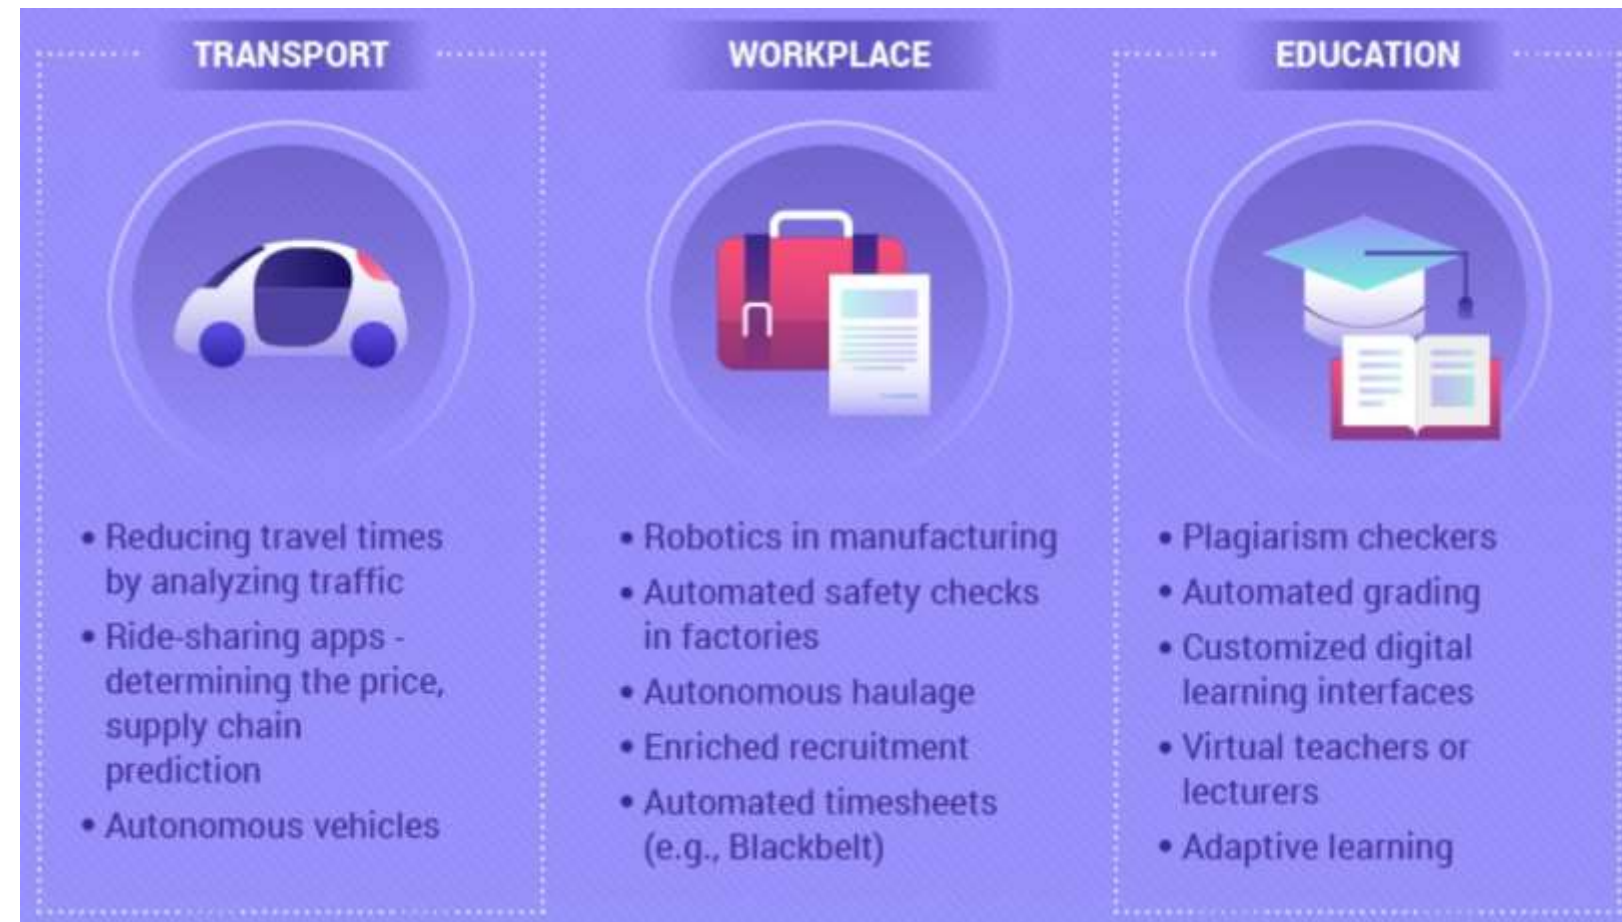 TRANSPORT
• Reducing travel times
by analyzing traffic
• Ride-sharing apps -
determining the price,
supply chain
prediction
• Autonomous vehicles
WORKPLACE
• Robotics in manufacturing
• Automated safety checks
in factories
• Autonomous haulage
• Enriched recruitment
• Automated timesheets
(e.g., Blackbelt)
EDUCATION
• Plagiarism checkers
• Automated grading
• Customized digital
learning interfaces
• Virtual teachers or
lecturers
• Adaptive learning